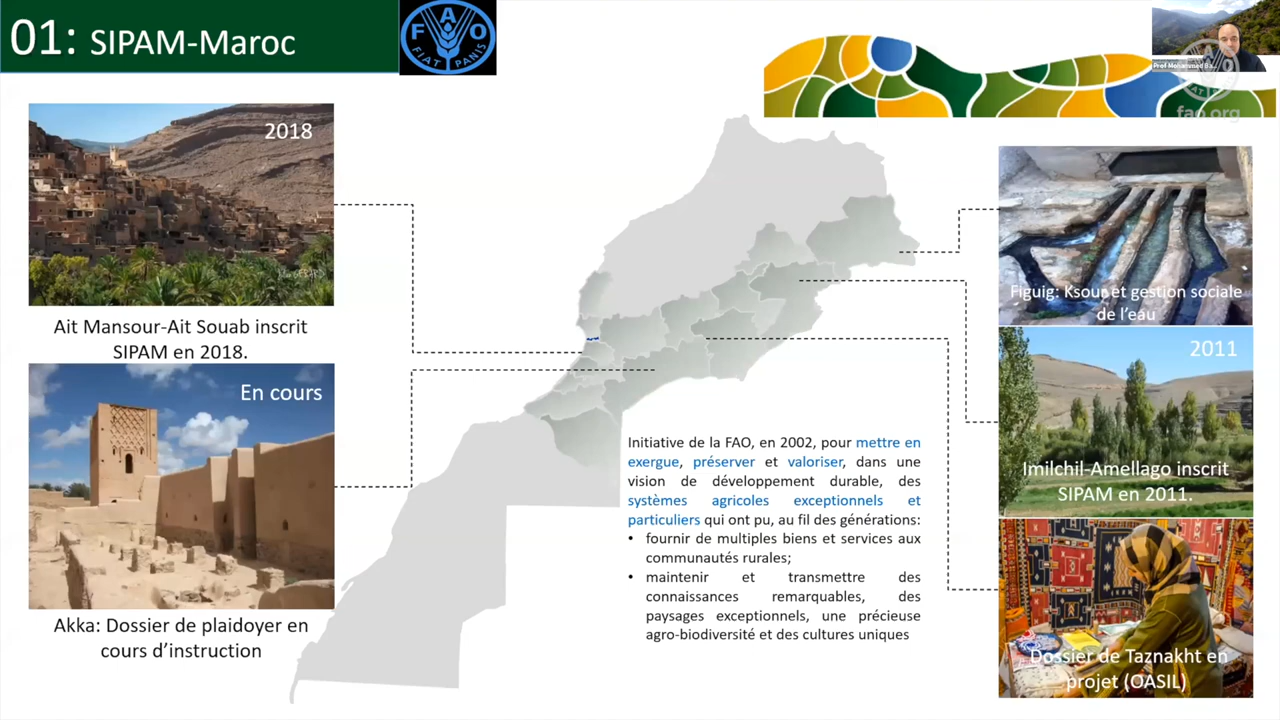 01: SIPAM-Maroc
F A O
FIAT PANIS
Prof Mohammed Ba...
FAO
fao.org
2018
Ait Mansour-Ait Souab inscrit
SIPAM en 2018.
En cours
Akka: Dossier de plaidoyer en
cours d'instruction
Initiative de la FAO, en 2002, pour mettre en
exergue, préserver et valoriser, dans une
vision de développement durable, des
systèmes agricoles exceptionnels et
particuliers qui ont pu, au fil des générations:
• fournir de multiples biens et services aux
communautés rurales;
• maintenir et transmettre des
connaissances remarquables, des
paysages exceptionnels, une précieuse
agro-biodiversité et des cultures uniques
Figuig: Ksour et gestion sociale
de l'eau
2011
Imilchil-Amellago inscrit
SIPAM en 2011.
Dossier de Taznakht en
projet (OASIL)